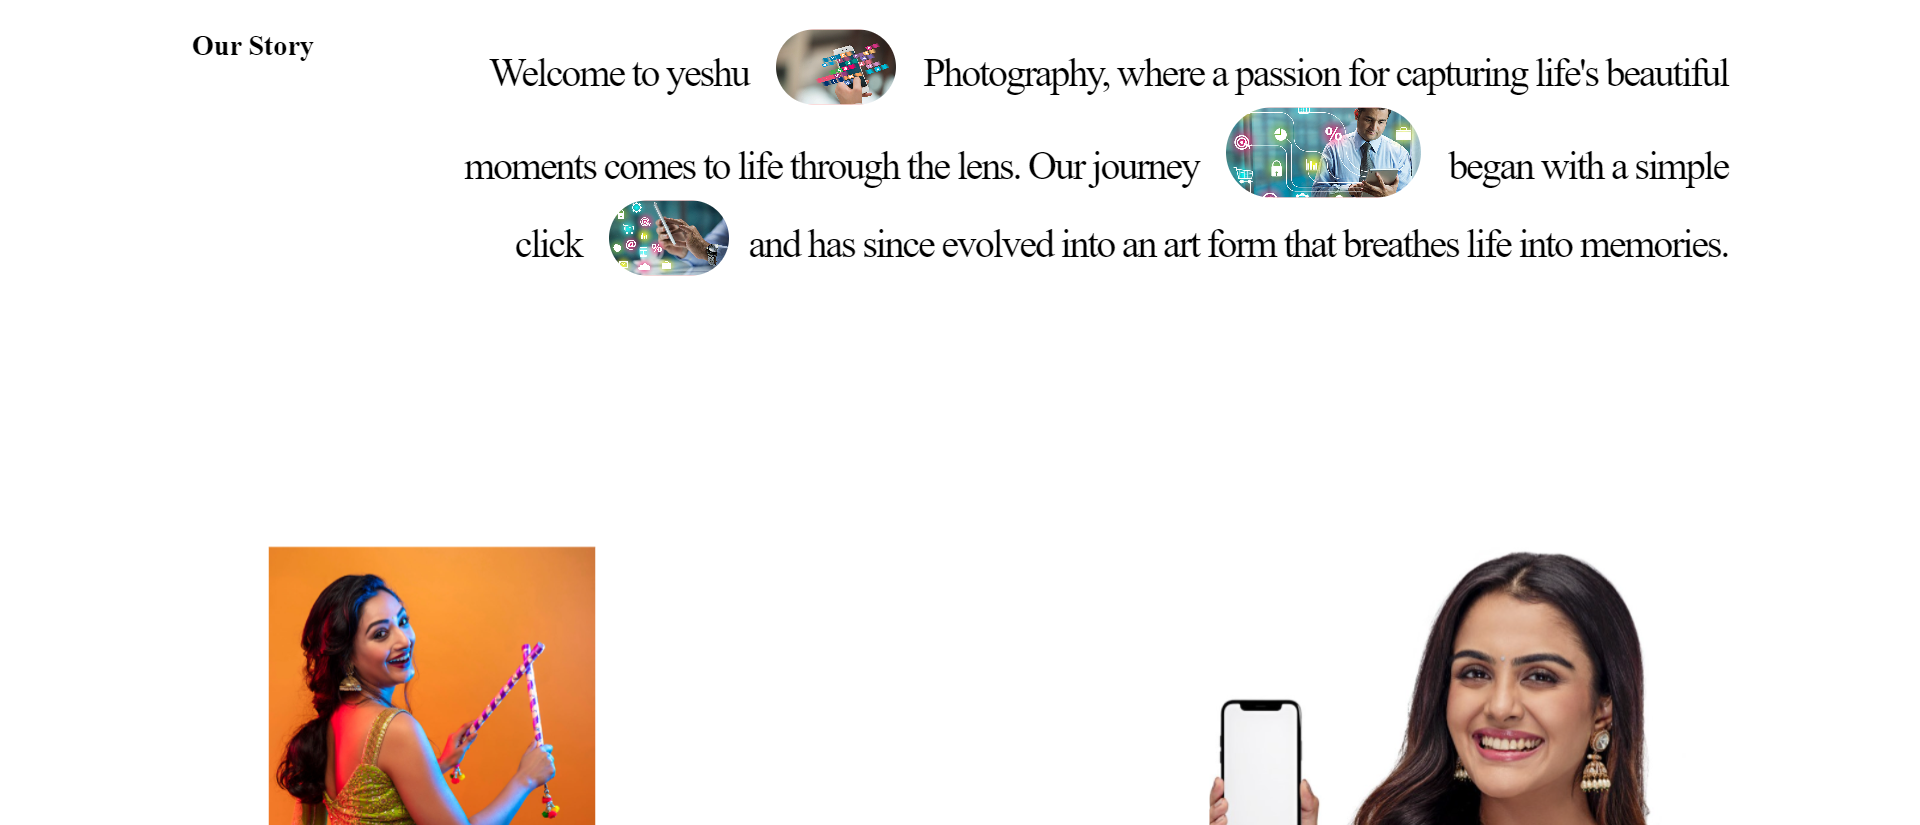 Our Story
Welcome to yeshu Photography, where a passion for capturing life's beautiful
moments comes to life through the lens. Our journey began with a simple
click and has since evolved into an art form that breathes life into memories.